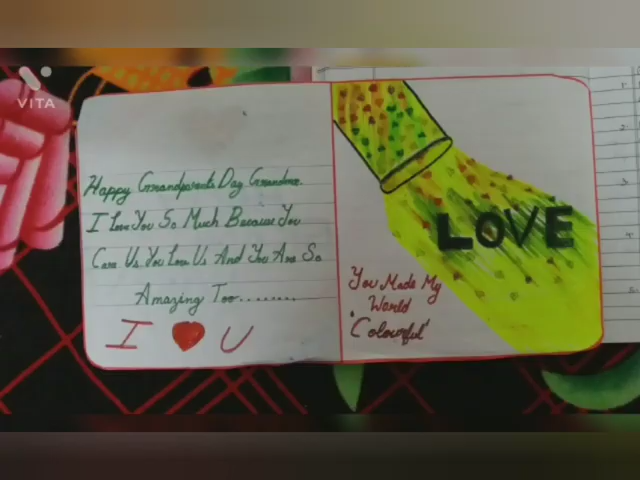 VITA
Happy Grandparents Day Grandma.
I Love You So Much Because You
Care Us, You Love Us And You Are So
Amazing Too........
I ❤ U
LOVE
You Made My
World
'Colourful'